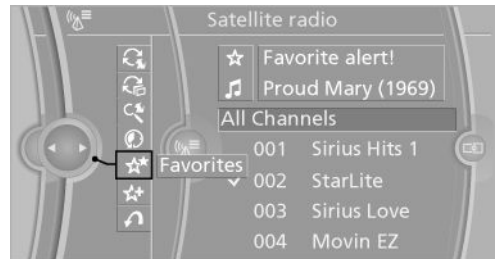 Satellite radio
Favorite alert!
Proud Mary (1969)
All Channels
001 Sirius Hits 1
Favorites
002 StarLite
003 Sirius Love
004 Movin EZ